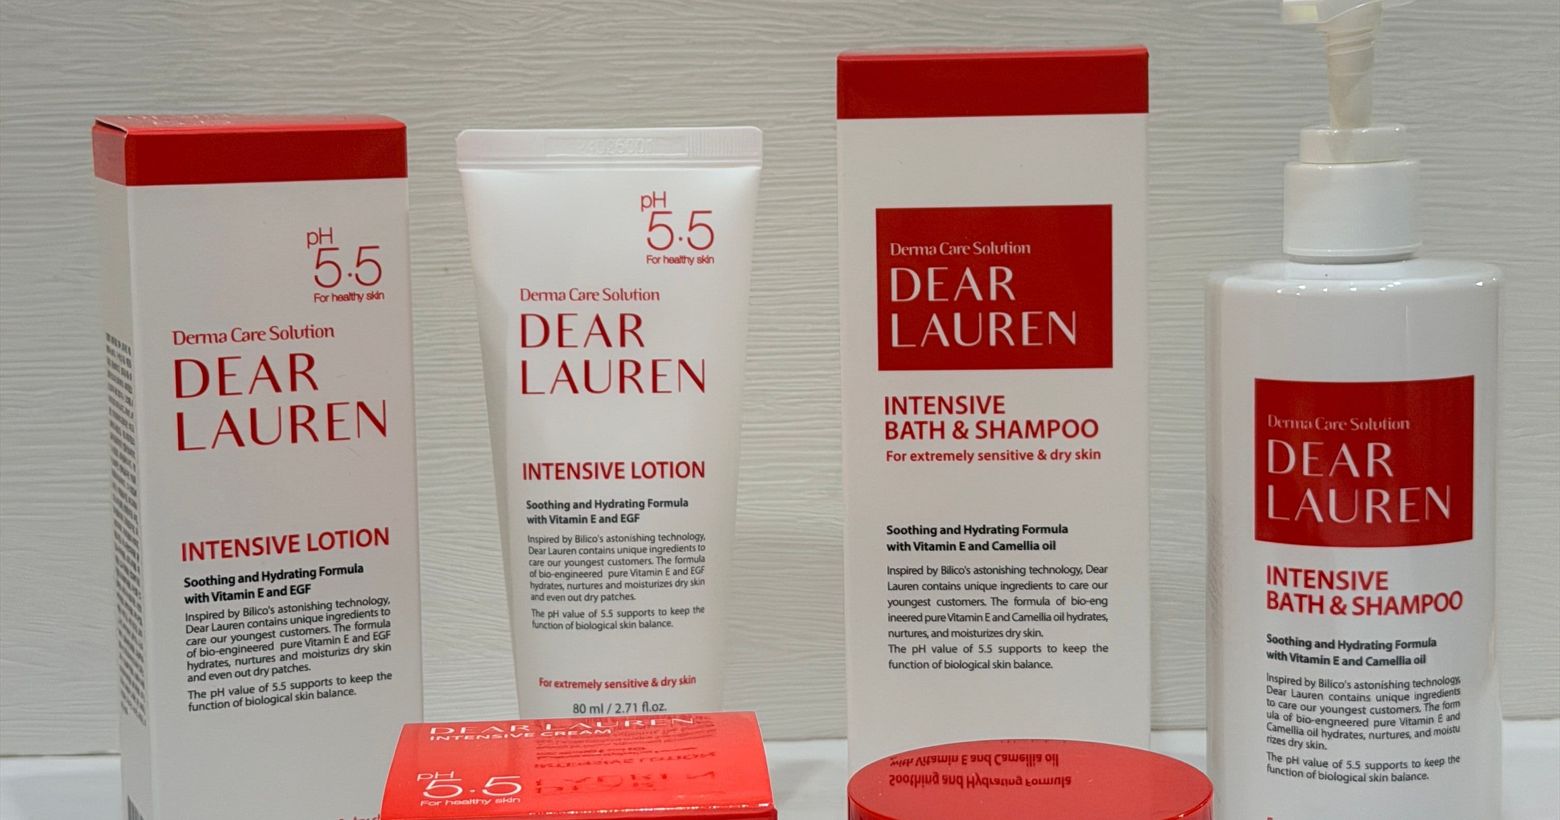 pH
5.5
For healthy skin
Derma Care Solution
DEAR
LAUREN
INTENSIVE LOTION
Soothing and Hydrating Formula
with Vitamin E and EGF
Inspired by Bilico's astonishing technology,
Dear Lauren contains unique ingredients to
care our youngest customers. The formula
of bio-engineered pure Vitamin E and EGF
hydrates, nurtures and moisturizs dry skin
and even out dry patches.
The pH value of 5.5 supports to keep the
function of biological skin balance.
pH
5.5
For healthy skin
Derma Care Solution
DEAR
LAUREN
INTENSIVE LOTION
Soothing and Hydrating Formula
with Vitamin E and EGF
Inspired by Bilico's astonishing technology,
Dear Lauren contains unique ingredients to
care our youngest customers. The formula
of bio-engineered pure Vitamin E and EGF
hydrates, nurtures and moisturizes dry skin
and even out dry patches.
The pH value of 5.5 supports to keep the
function of biological skin balance.
For extremely sensitive & dry skin
80 ml / 2.71 fl.oz.
DEAR LAUREN
INTENSIVE CREAM
pH
5.5
For healthy skin
Derma Care Solution
DEAR
LAUREN
INTENSIVE
BATH & SHAMPOO
For extremely sensitive & dry skin
Soothing and Hydrating Formula
with Vitamin E and Camellia oil
Inspired by Bilico's astonishing technology, Dear
Lauren contains unique ingredients to care our
youngest customers. The formula of bio-eng
ineered pure Vitamin E and Camellia oil hydrates,
nurtures, and moisturizes dry skin.
The pH value of 5.5 supports to keep the
function of biological skin balance.
Derma Care Solution
DEAR
LAUREN
INTENSIVE
BATH & SHAMPOO
Soothing and Hydrating Formula
with Vitamin E and Camellia oil
Inspired by Bilico's astonishing technology,
Dear Lauren contains unique ingredients
to care our youngest customers. The form
ula of bio-engneered pure Vitamin E and
Camellia oil hydrates, nurtures, and moistu
rizes dry skin.
The pH value of 5.5 supports to keep the
function of biological skin balance.